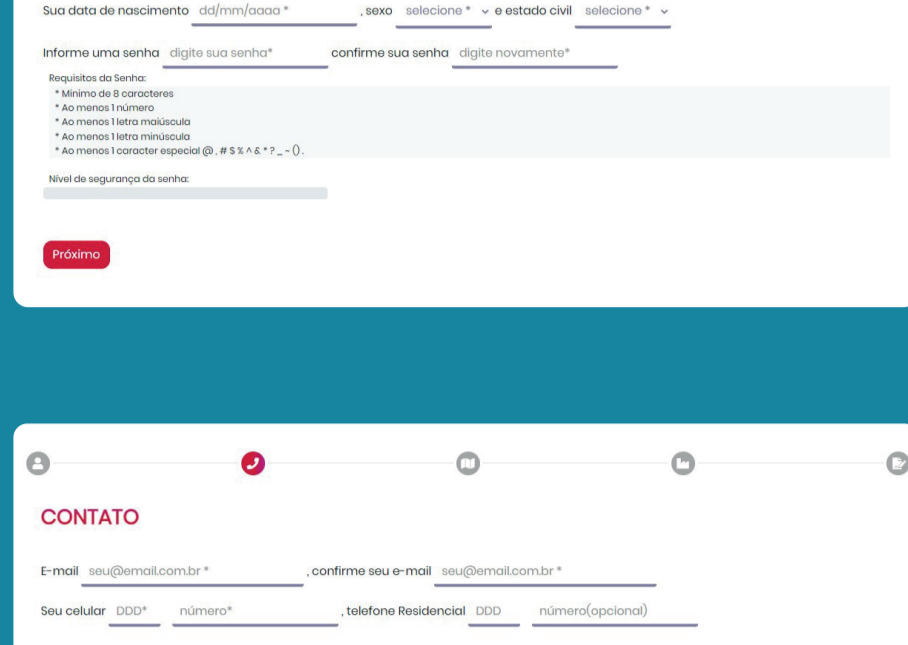 Sua data de nascimento dd/mm/aaaa * , sexo selecione * e estado civil selecione *
Informe uma senha digite sua senha* confirme sua senha digite novamente*
Requisitos da Senha:
* Mínimo de 8 caracteres
* Ao menos 1 número
* Ao menos 1 letra maiúscula
* Ao menos 1 letra minúscula
* Ao menos 1 caracter especial @ , # $ % ^ & * ? _ ~ () .
Nível de segurança da senha:
Próximo
CONTATO
E-mail seu@email.com.br * , confirme seu e-mail seu@email.com.br *
Seu celular DDD* número* , telefone Residencial DDD número(opcional)